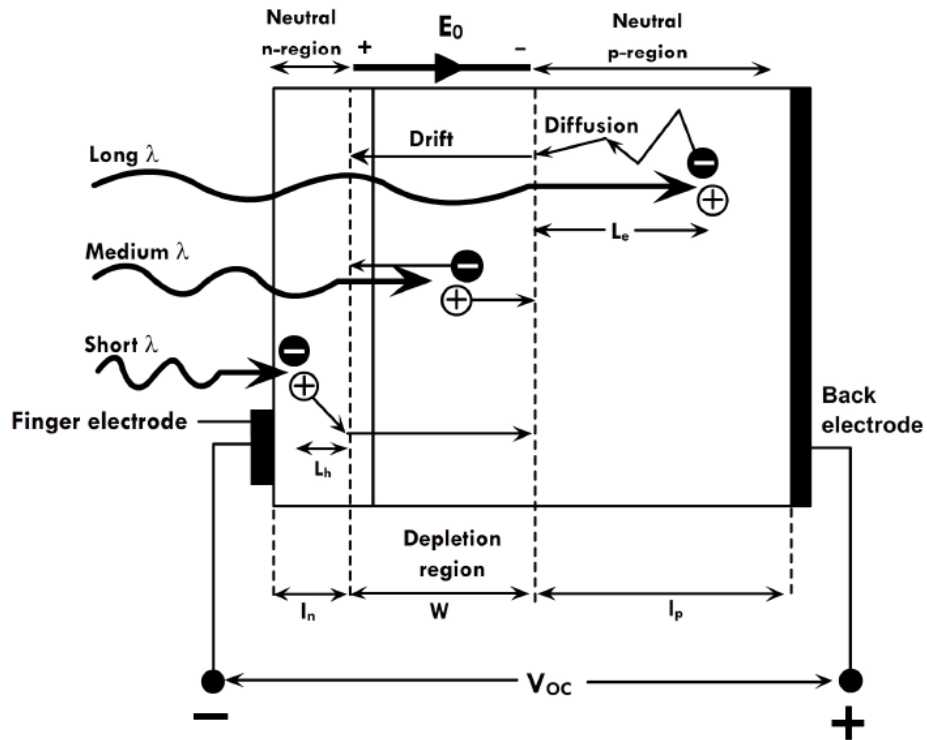 Neutral
n-region
E₀
Neutral
p-region
+
−
Drift
Diffusion
Long λ
−
+
Lₑ
Medium λ
−
+
Short λ
−
+
Finger electrode
Lₕ
Back
electrode
Depletion
region
lₙ
W
lₚ
V_OC
−
+